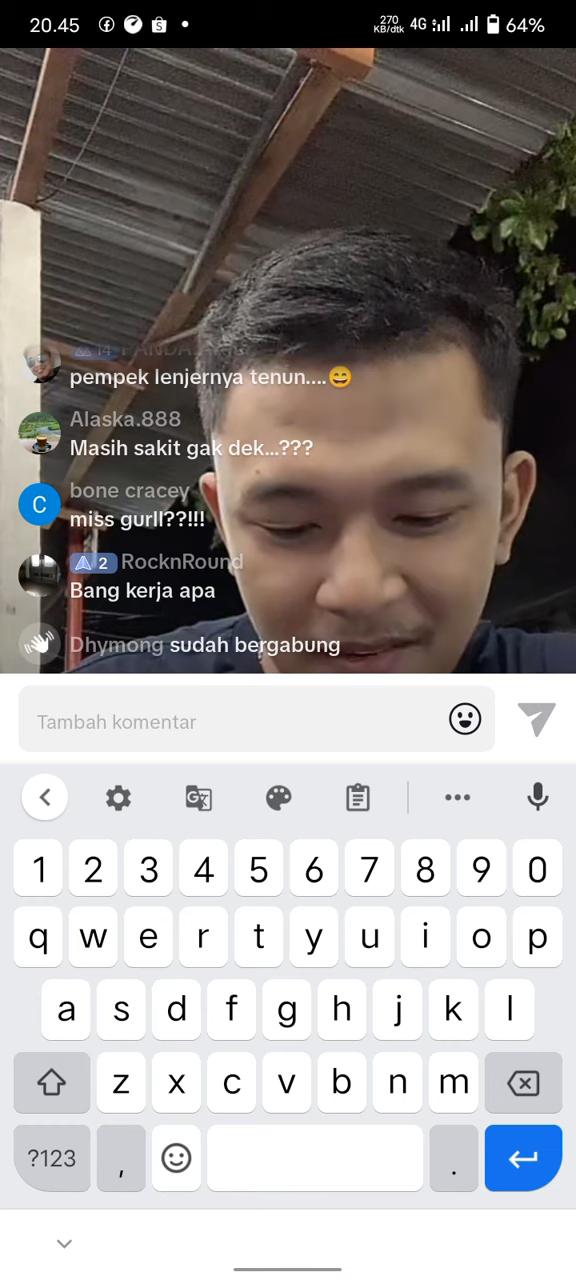 20.45
270
KB/dtk
4G
64%
14
pempek lenjernya tenun....😄
Alaska.888
Masih sakit gak dek...???
C
bone cracey
miss gurll??!!!
2 RocknRound
Bang kerja apa
Dhymong sudah bergabung
Tambah komentar
1 2 3 4 5 6 7 8 9 0
q w e r t y u i o p
a s d f g h j k l
z x c v b n m
?123 , .